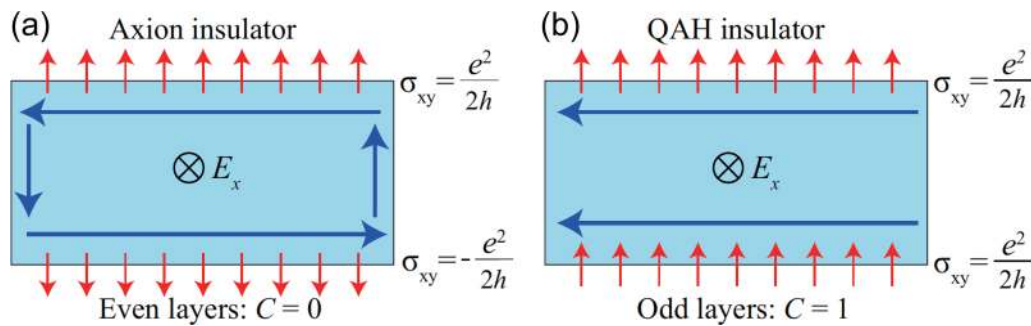 (a) Axion insulator
σxy = e²/2h
⊗ Ex
σxy = -e²/2h
Even layers: C = 0
(b) QAH insulator
σxy = e²/2h
⊗ Ex
σxy = e²/2h
Odd layers: C = 1